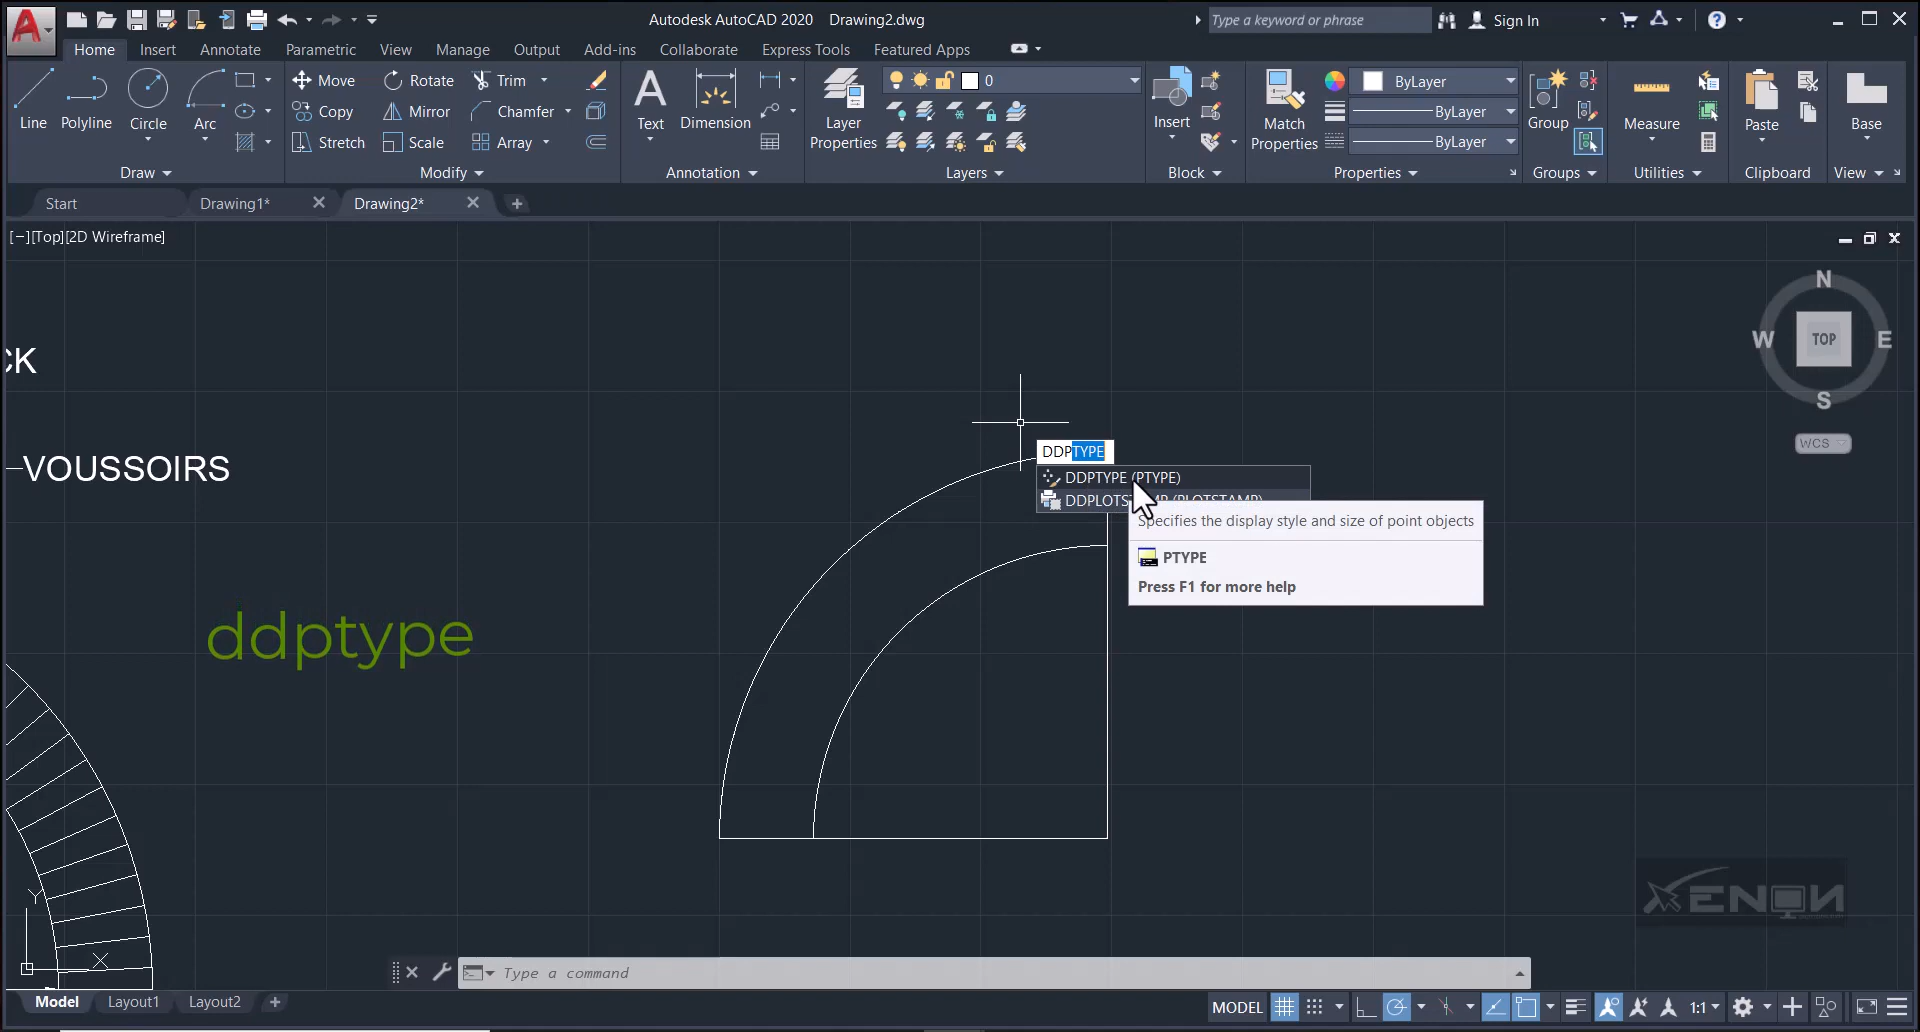 Autodesk AutoCAD 2020 Drawing2.dwg
Type a keyword or phrase
Sign In
Home Insert Annotate Parametric View Manage Output Add-ins Collaborate Express Tools Featured Apps
Line Polyline Circle Arc
Move Rotate Trim
Copy Mirror Chamfer
Stretch Scale Array
Text Dimension
Layer Properties
0
Insert
Match Properties
ByLayer
ByLayer
ByLayer
Group
Measure
Paste
Base
Draw Modify Annotation Layers Block Properties Groups Utilities Clipboard View
Start Drawing1* Drawing2*
[−][Top][2D Wireframe]
N
W TOP E
S
WCS
CK
VOUSSOIRS
DDPTYPE
DDPTYPE (PTYPE)
DDPLOTSTAMP (PLOTSTAMP)
Specifies the display style and size of point objects
PTYPE
Press F1 for more help
ddptype
XENON
Y
X
Type a command
Model Layout1 Layout2
MODEL 1:1